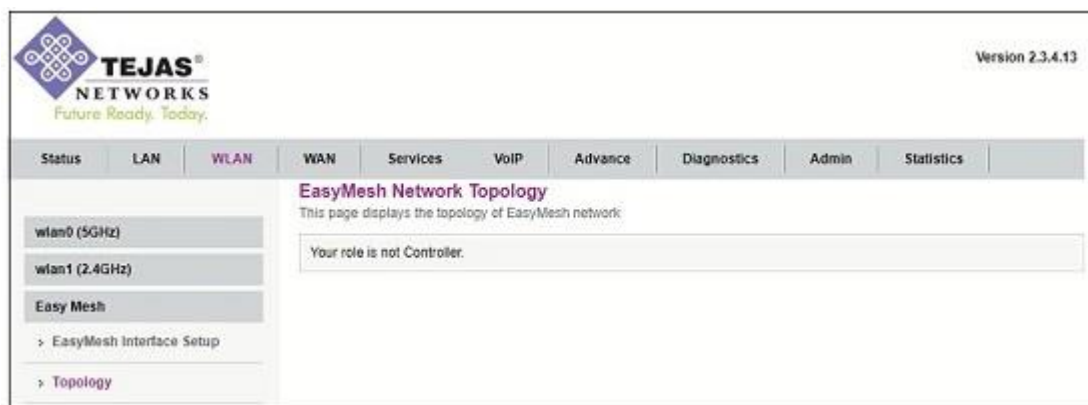 TEJAS®
NETWORKS
Future Ready. Today.
Version 2.3.4.13
Status LAN WLAN WAN Services VoIP Advance Diagnostics Admin Statistics
EasyMesh Network Topology
This page displays the topology of EasyMesh network
Your role is not Controller.
wlan0 (5GHz)
wlan1 (2.4GHz)
Easy Mesh
> EasyMesh Interface Setup
> Topology